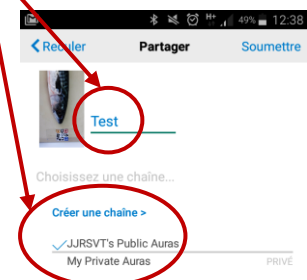 H+ 49% 12:38
Reculer Partager Soumettre
Test
Choisissez une chaîne...
Créer une chaîne >
JJRSVT's Public Auras
My Private Auras PRIVÉ